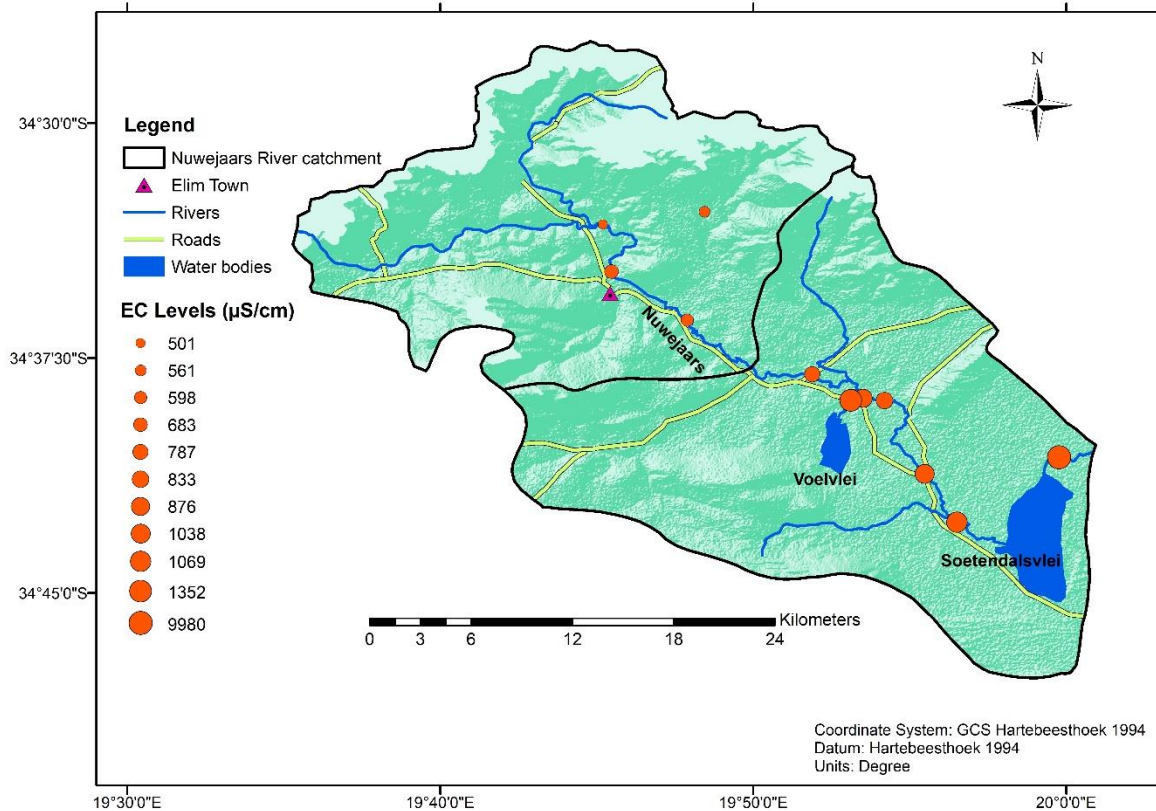 N
34°30'0"S
34°37'30"S
34°45'0"S
Legend
Nuwejaars River catchment
Elim Town
Rivers
Roads
Water bodies
EC Levels (µS/cm)
501
561
598
683
787
833
876
1038
1069
1352
9980
Nuwejaars
Voelvlei
Soetendalsvlei
Kilometers
0 3 6 12 18 24
Coordinate System: GCS Hartebeesthoek 1994
Datum: Hartebeesthoek 1994
Units: Degree
19°30'0"E 19°40'0"E 19°50'0"E 20°0'0"E